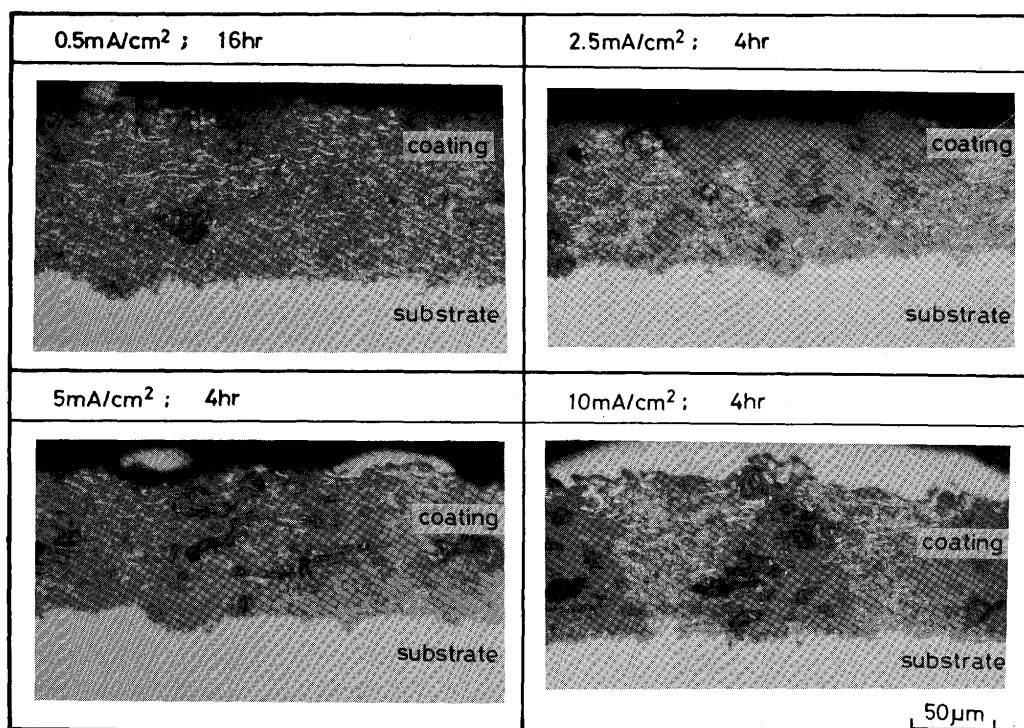 0.5mA/cm² ; 16hr
2.5mA/cm² ; 4hr
coating
substrate
coating
substrate
5mA/cm² ; 4hr
10mA/cm² ; 4hr
coating
substrate
coating
substrate
50µm